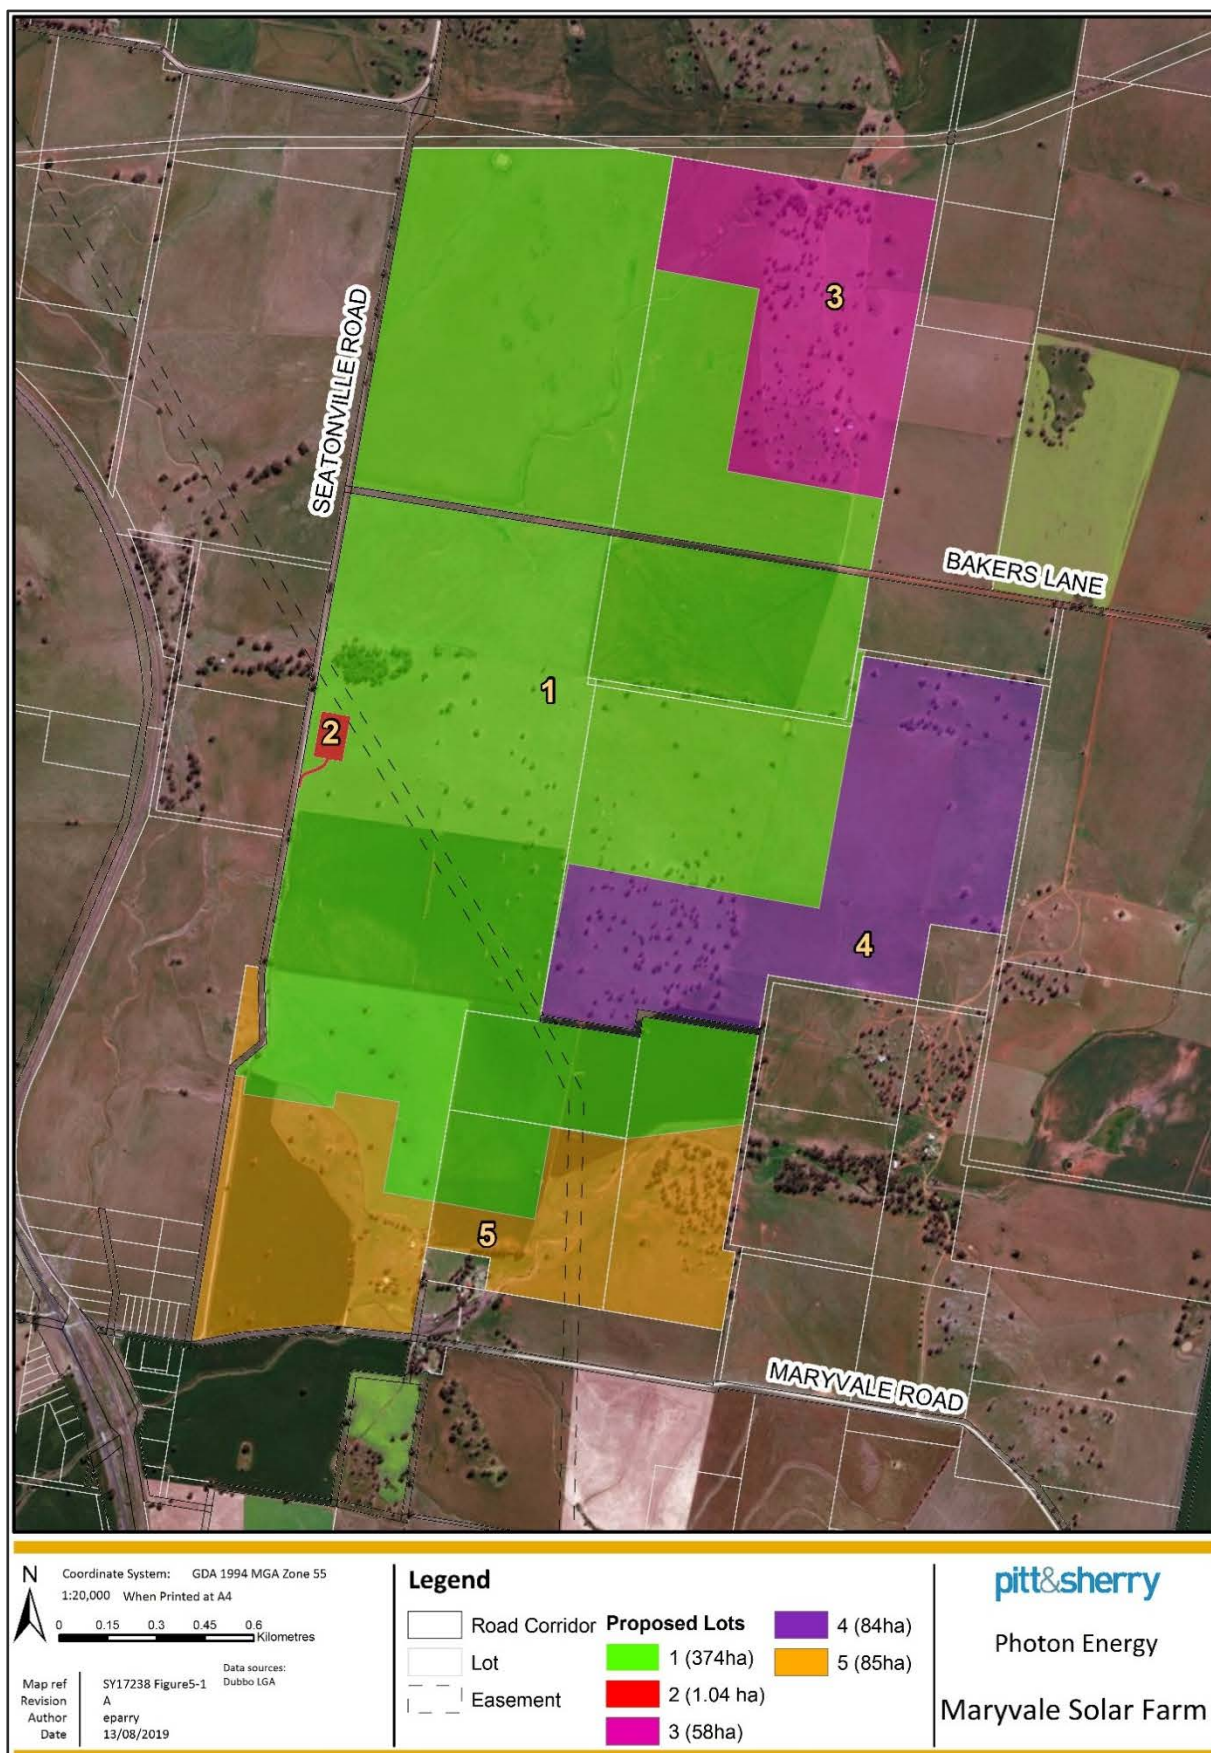 3
SEATONVILLE ROAD
BAKERS LANE
1
2
4
5
MARYVALE ROAD
N
Coordinate System: GDA 1994 MGA Zone 55
1:20,000 When Printed at A4
0 0.15 0.3 0.45 0.6
Kilometres
Map ref SY17238 Figure5-1
Revision A
Author eparry
Date 13/08/2019
Data sources:
Dubbo LGA
Legend
Road Corridor
Lot
Easement
Proposed Lots
1 (374ha)
2 (1.04 ha)
3 (58ha)
4 (84ha)
5 (85ha)
pitt&sherry
Photon Energy
Maryvale Solar Farm